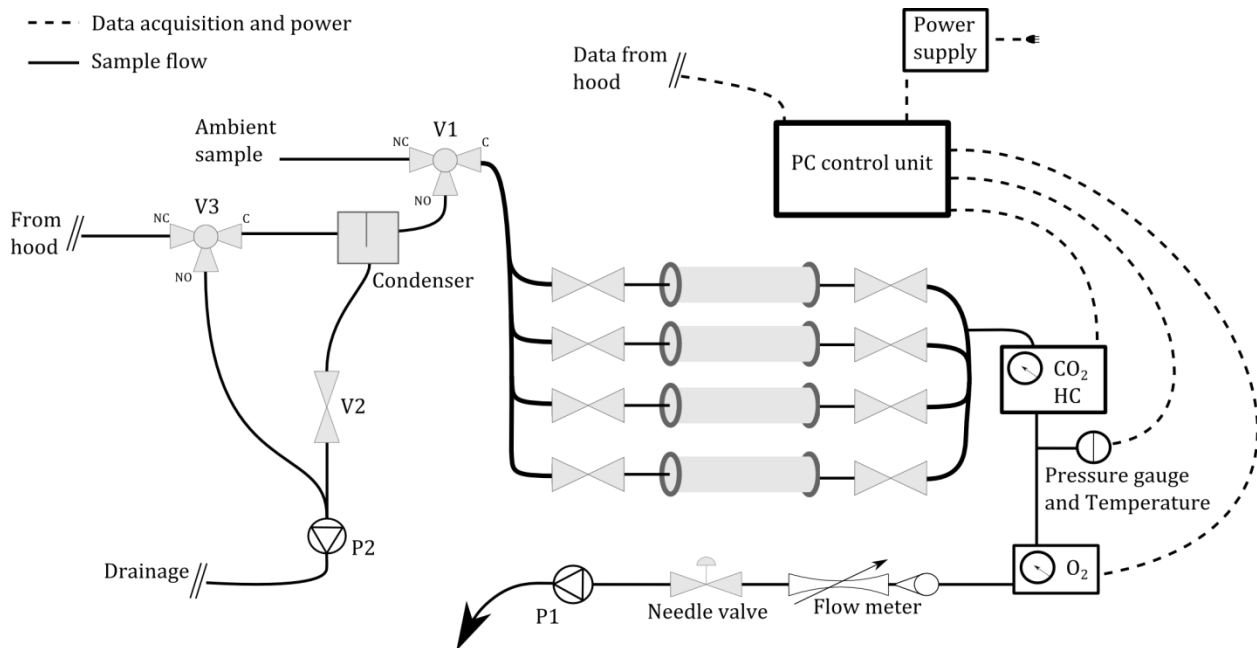 Data acquisition and power
Sample flow
Power
supply
Data from
hood
PC control unit
Ambient
sample
NC
V1
C
NO
From
hood
NC
V3
C
NO
Condenser
V2
CO₂
HC
Pressure gauge
and Temperature
P2
Drainage
O₂
P1
Needle valve
Flow meter